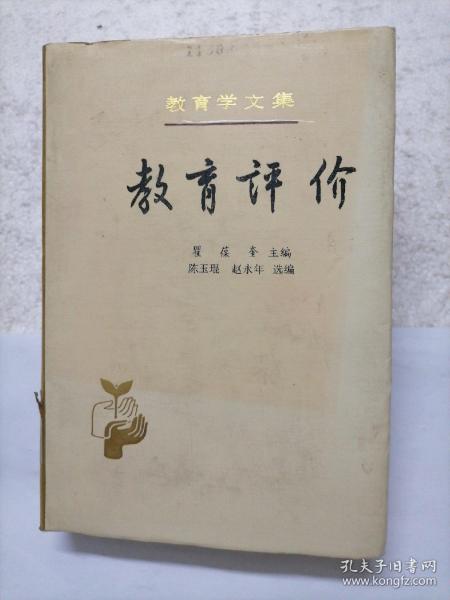 教育学文集
教育評价
瞿葆奎 主编
陈玉琨 赵永年 选编
孔夫子旧书网
www.kongfz.com